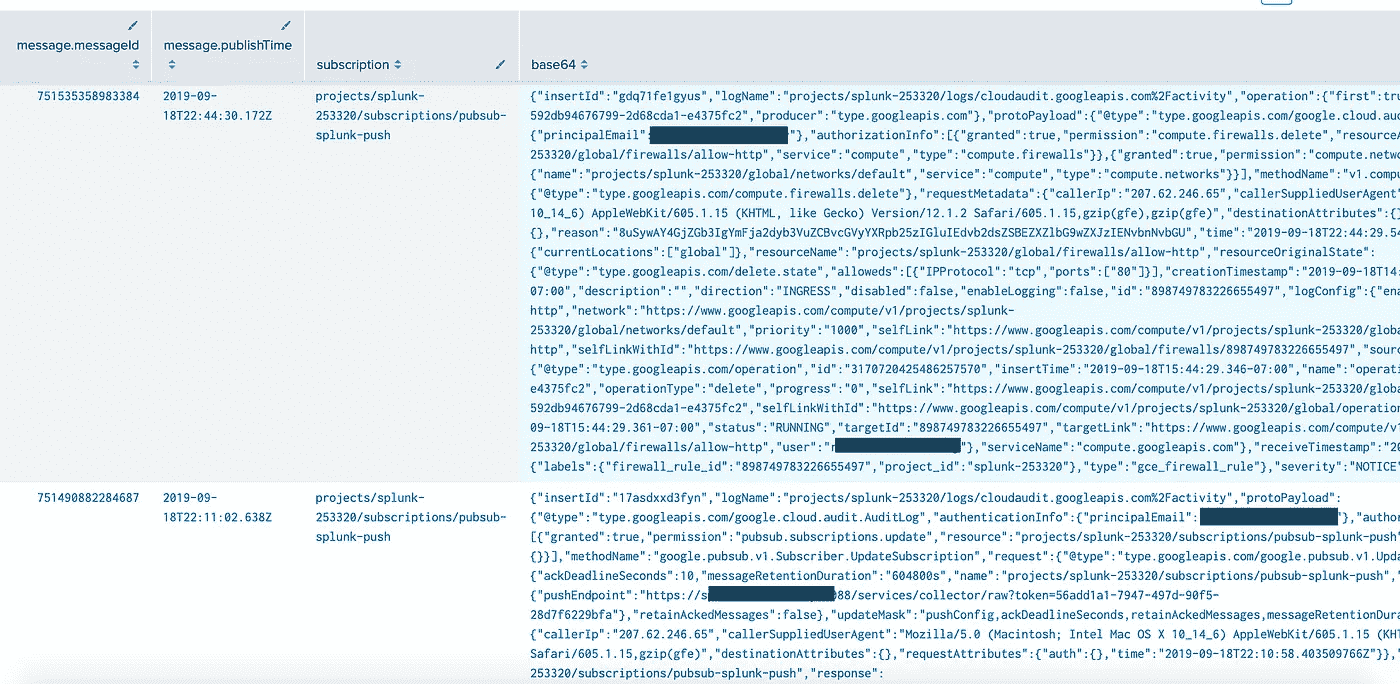 message.messageId
message.publishTime
subscription
base64
751535358983384
2019-09-
18T22:44:30.172Z
projects/splunk-
253320/subscriptions/pubsub-
splunk-push
{"insertId":"gdq71fe1gyus","logName":"projects/splunk-253320/logs/cloudaudit.googleapis.com%2Factivity","operation":{"first":tru
592db94676799-2d68cda1-e4375fc2","producer":"type.googleapis.com"},"protoPayload":{"@type":"type.googleapis.com/google.cloud.aud
{"principalEmail": "},"authorizationInfo":[{"granted":true,"permission":"compute.firewalls.delete","resource
253320/global/firewalls/allow-http","service":"compute","type":"compute.firewalls"}},{"granted":true,"permission":"compute.netwo
{"name":"projects/splunk-253320/global/networks/default","service":"compute","type":"compute.networks"}}],"methodName":"v1.compu
{"@type":"type.googleapis.com/compute.firewalls.delete"},"requestMetadata":{"callerIp":"207.62.246.65","callerSuppliedUserAgent"
10_14_6) AppleWebKit/605.1.15 (KHTML, like Gecko) Version/12.1.2 Safari/605.1.15,gzip(gfe),gzip(gfe)","destinationAttributes":{}
{},"reason":"8uSywAY4GjZGb3IgYmFja2dyb3VuZCBvcGVyYXRpb25zIGluIEdvb2dsZSBEZXZlbG9wZXJzIENvbnNvbGU","time":"2019-09-18T22:44:29.54
{"currentLocations":["global"]},"resourceName":"projects/splunk-253320/global/firewalls/allow-http","resourceOriginalState":
{"@type":"type.googleapis.com/delete.state","alloweds":[{"IPProtocol":"tcp","ports":["80"]}],"creationTimestamp":"2019-09-18T14:
07:00","description":"","direction":"INGRESS","disabled":false,"enableLogging":false,"id":"898749783226655497","logConfig":{"ena
http","network":"https://www.googleapis.com/compute/v1/projects/splunk-
253320/global/networks/default","priority":"1000","selfLink":"https://www.googleapis.com/compute/v1/projects/splunk-253320/globa
http","selfLinkWithId":"https://www.googleapis.com/compute/v1/projects/splunk-253320/global/firewalls/898749783226655497","sourc
{"@type":"type.googleapis.com/operation","id":"3170720425486257570","insertTime":"2019-09-18T15:44:29.346-07:00","name":"operati
e4375fc2","operationType":"delete","progress":"0","selfLink":"https://www.googleapis.com/compute/v1/projects/splunk-253320/globa
592db94676799-2d68cda1-e4375fc2","selfLinkWithId":"https://www.googleapis.com/compute/v1/projects/splunk-253320/global/operation
09-18T15:44:29.361-07:00","status":"RUNNING","targetId":"898749783226655497","targetLink":"https://www.googleapis.com/compute/v1
253320/global/firewalls/allow-http","user":"r "},"serviceName":"compute.googleapis.com"},"receiveTimestamp":"20
{"labels":{"firewall_rule_id":"898749783226655497","project_id":"splunk-253320"},"type":"gce_firewall_rule"},"severity":"NOTICE"
751490882284687
2019-09-
18T22:11:02.638Z
projects/splunk-
253320/subscriptions/pubsub-
splunk-push
{"insertId":"17asdxxd3fyn","logName":"projects/splunk-253320/logs/cloudaudit.googleapis.com%2Factivity","protoPayload":
{"@type":"type.googleapis.com/google.cloud.audit.AuditLog","authenticationInfo":{"principalEmail": "},"author
[{"granted":true,"permission":"pubsub.subscriptions.update","resource":"projects/splunk-253320/subscriptions/pubsub-splunk-push"
{}}],"methodName":"google.pubsub.v1.Subscriber.UpdateSubscription","request":{"@type":"type.googleapis.com/google.pubsub.v1.Upda
{"ackDeadlineSeconds":10,"messageRetentionDuration":"604800s","name":"projects/splunk-253320/subscriptions/pubsub-splunk-push","
{"pushEndpoint":"https://s 88/services/collector/raw?token=56add1a1-7947-497d-90f5-
28d7f6229bfa"},"retainAckedMessages":false},"updateMask":"pushConfig,ackDeadlineSeconds,retainAckedMessages,messageRetentionDura
{"callerIp":"207.62.246.65","callerSuppliedUserAgent":"Mozilla/5.0 (Macintosh; Intel Mac OS X 10_14_6) AppleWebKit/605.1.15 (KHT
Safari/605.1.15,gzip(gfe)","destinationAttributes":{},"requestAttributes":{"auth":{},"time":"2019-09-18T22:10:58.403509766Z"}},"
253320/subscriptions/pubsub-splunk-push","response":